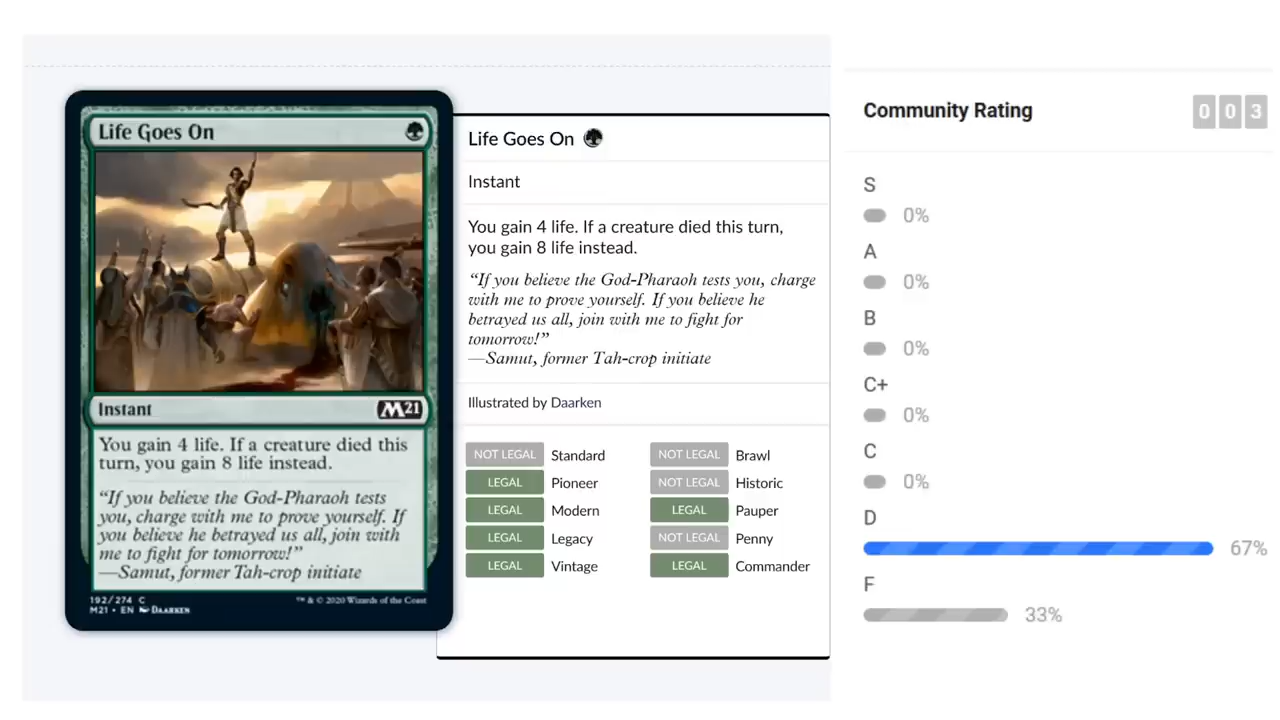 Life Goes On
Instant
M21
You gain 4 life. If a creature died this
turn, you gain 8 life instead.
“If you believe the God-Pharaoh tests
you, charge with me to prove yourself. If
you believe he betrayed us all, join with
me to fight for tomorrow!”
—Samut, former Tah-crop initiate
192/274 C
M21 • EN DAARKEN
™ & © 2020 Wizards of the Coast
Life Goes On
Instant
You gain 4 life. If a creature died this turn,
you gain 8 life instead.
“If you believe the God-Pharaoh tests you, charge
with me to prove yourself. If you believe he
betrayed us all, join with me to fight for
tomorrow!”
—Samut, former Tah-crop initiate
Illustrated by Daarken
NOT LEGAL Standard NOT LEGAL Brawl
LEGAL Pioneer NOT LEGAL Historic
LEGAL Modern LEGAL Pauper
LEGAL Legacy NOT LEGAL Penny
LEGAL Vintage LEGAL Commander
Community Rating 0 0 3
S
0%
A
0%
B
0%
C+
0%
C
0%
D
67%
F
33%